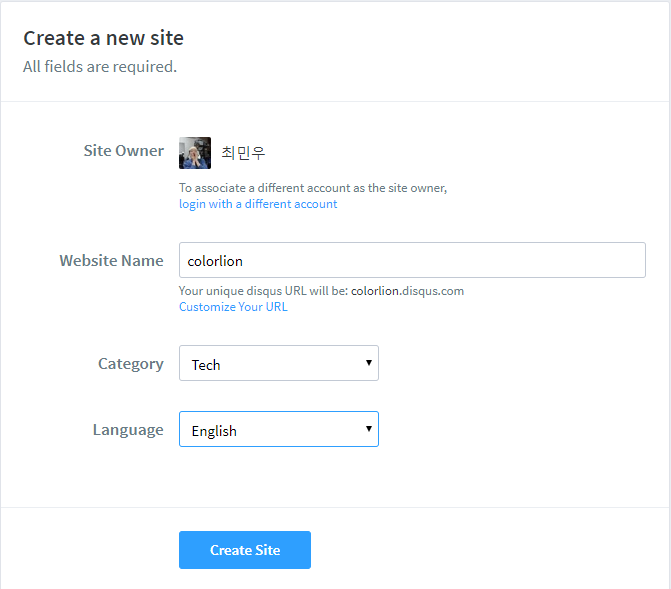 Create a new site
All fields are required.
Site Owner 최민우
To associate a different account as the site owner,
login with a different account
Website Name colorlion
Your unique disqus URL will be: colorlion.disqus.com
Customize Your URL
Category Tech
Language English
Create Site